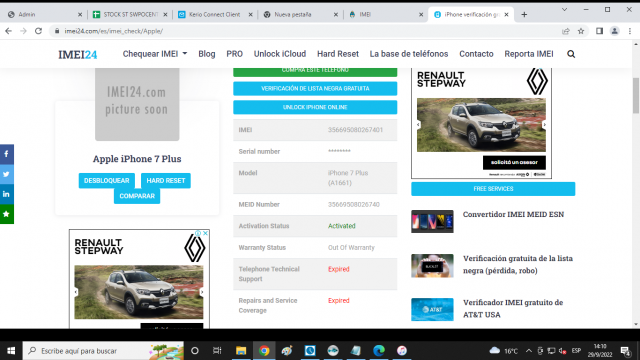 Admin
STOCK ST SWPOCENT
Kerio Connect Client
Nueva pestaña
IMEI
iPhone verificación g
imei24.com/es/imei_check/Apple/
IMEI24
Chequear IMEI
Blog
PRO
Unlock iCloud
Hard Reset
La base de teléfonos
Contacto
Reporta IMEI
IMEI24.com
picture soon
Apple iPhone 7 Plus
DESBLOQUEAR
HARD RESET
COMPARAR
RENAULT
STEPWAY
COMPRA ESTE TELÉFONO
VERIFICACIÓN DE LISTA NEGRA GRATUITA
UNLOCK IPHONE ONLINE
IMEI
356695080267401
Serial number
********
Model
iPhone 7 Plus
(A1661)
MEID Number
35669508026740
Activation Status
Activated
Warranty Status
Out Of Warranty
Telephone Technical
Support
Expired
Repairs and Service
Coverage
Expired
RENAULT
STEPWAY
solicitá un asesor
FREE SERVICES
Convertidor IMEI MEID ESN
Verificación gratuita de la lista
negra (pérdida, robo)
Verificador IMEI gratuito de
AT&T USA
AT&T
Escribe aquí para buscar
16°C
ESP
14:10
29/9/2022